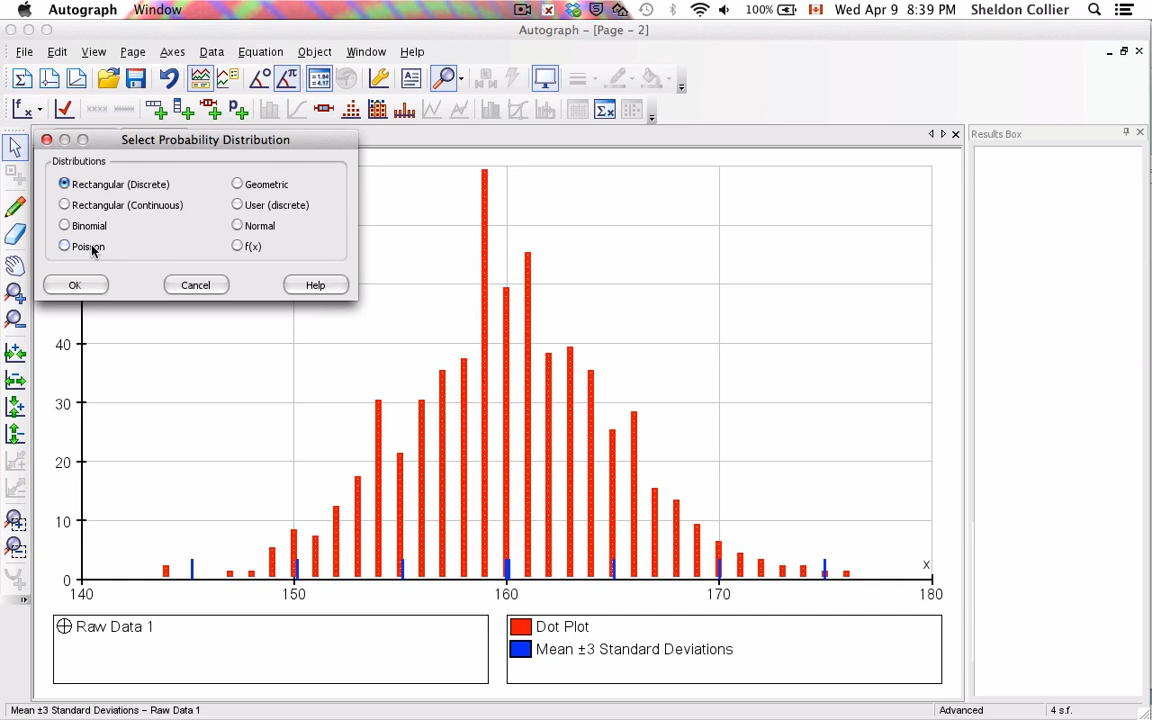 Autograph Window 100% Wed Apr 9 8:39 PM Sheldon Collier
Autograph - [Page - 2]
File Edit View Page Axes Data Equation Object Window Help
Select Probability Distribution
Results Box
Distributions
Rectangular (Discrete) Geometric
Rectangular (Continuous) User (discrete)
Binomial Normal
Poisson f(x)
OK Cancel Help
40
30
20
10
0
x
140 150 160 170 180
Raw Data 1
Dot Plot
Mean ±3 Standard Deviations
Mean ±3 Standard Deviations – Raw Data 1 Advanced 4 s.f.